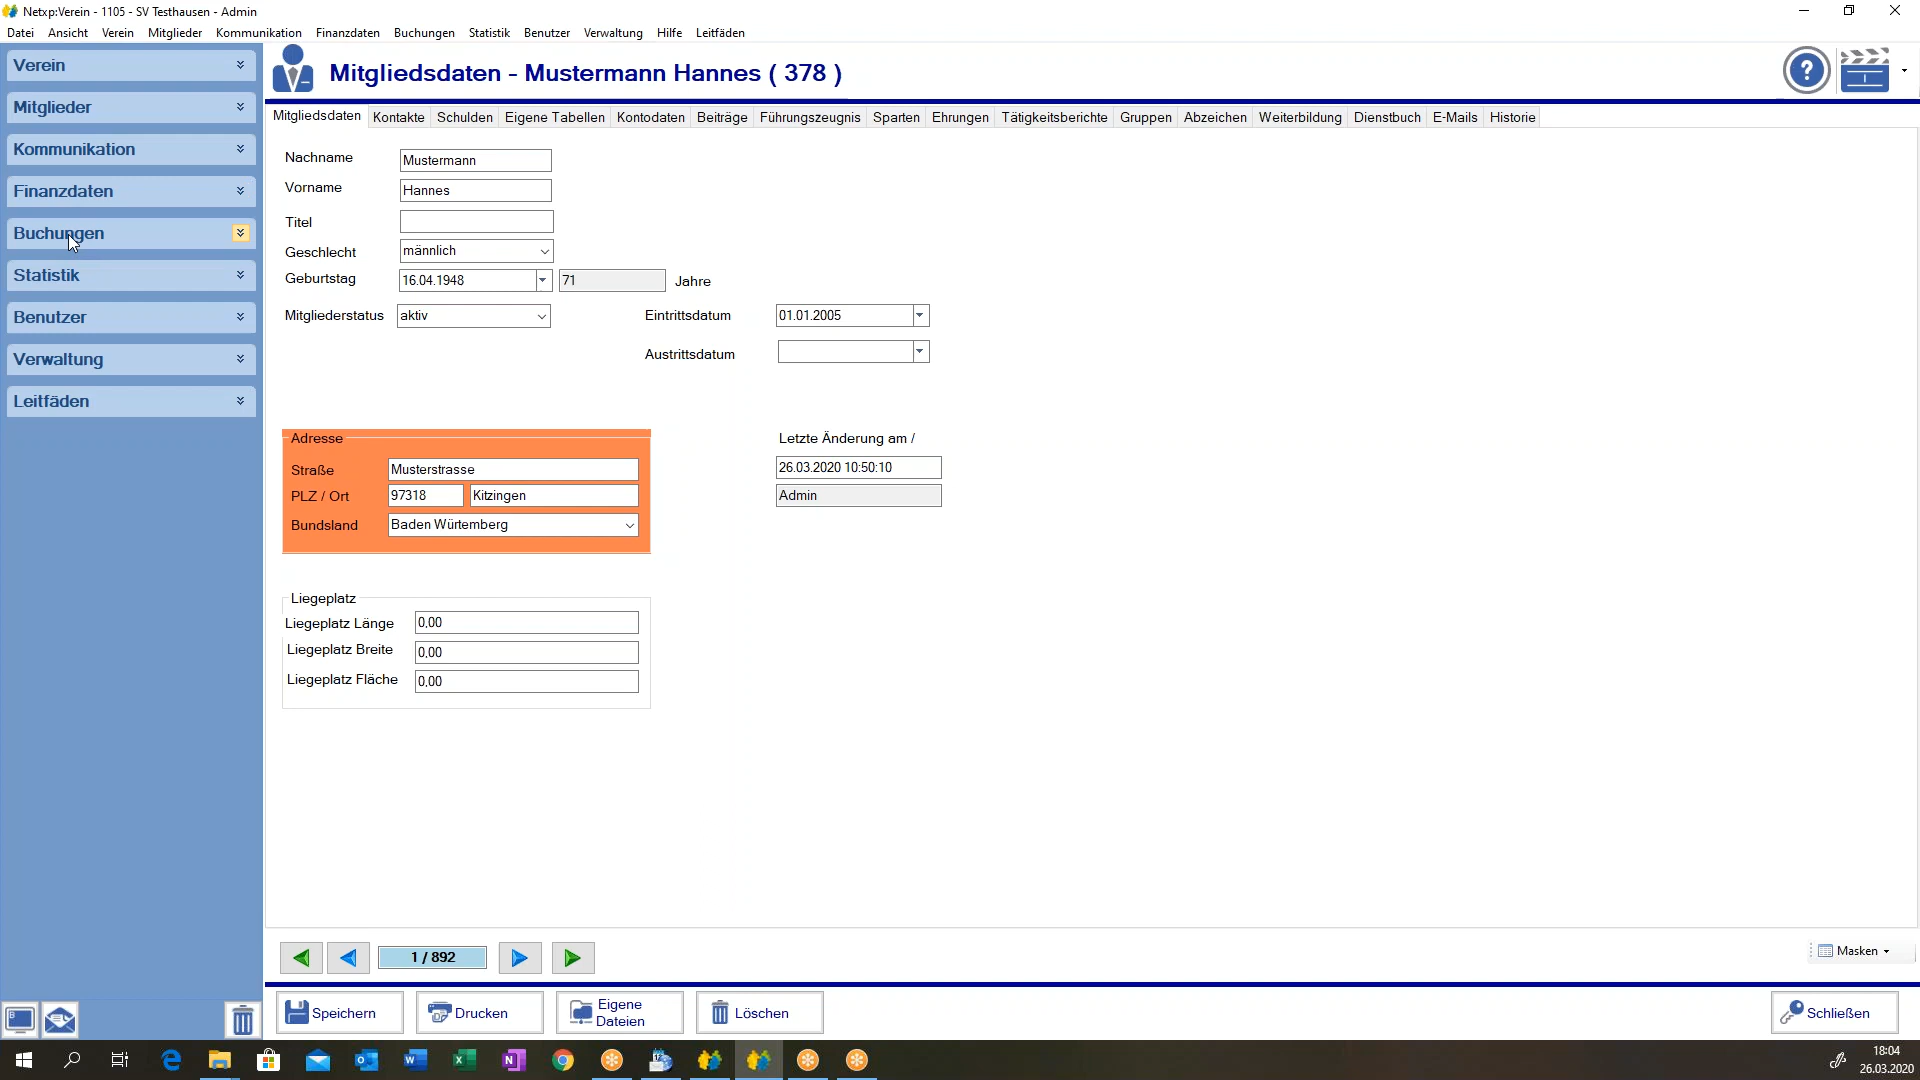 Netxp:Verein - 1105 - SV Testhausen - Admin
Datei Ansicht Verein Mitglieder Kommunikation Finanzdaten Buchungen Statistik Benutzer Verwaltung Hilfe Leitfäden
Verein
Mitglieder
Kommunikation
Finanzdaten
Buchungen
Statistik
Benutzer
Verwaltung
Leitfäden
Mitgliedsdaten - Mustermann Hannes ( 378 )
Mitgliedsdaten Kontakte Schulden Eigene Tabellen Kontodaten Beiträge Führungszeugnis Sparten Ehrungen Tätigkeitsberichte Gruppen Abzeichen Weiterbildung Dienstbuch E-Mails Historie
Nachname Mustermann
Vorname Hannes
Titel
Geschlecht männlich
Geburtstag 16.04.1948 71 Jahre
Mitgliederstatus aktiv Eintrittsdatum 01.01.2005
Austrittsdatum
Adresse
Straße Musterstrasse
PLZ / Ort 97318 Kitzingen
Bundsland Baden Würtemberg
Letzte Änderung am /
26.03.2020 10:50:10
Admin
Liegeplatz
Liegeplatz Länge 0,00
Liegeplatz Breite 0,00
Liegeplatz Fläche 0,00
1 / 892
Masken
Speichern Drucken Eigene Dateien Löschen Schließen
18:04
26.03.2020